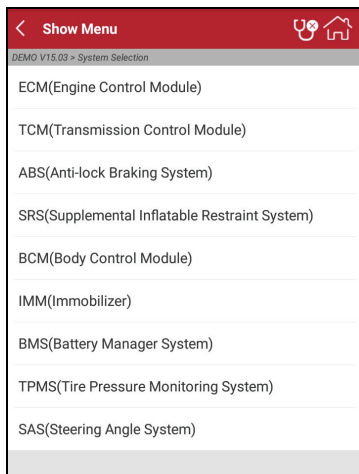 Show Menu
DEMO V15.03 > System Selection
ECM(Engine Control Module)
TCM(Transmission Control Module)
ABS(Anti-lock Braking System)
SRS(Supplemental Inflatable Restraint System)
BCM(Body Control Module)
IMM(Immobilizer)
BMS(Battery Manager System)
TPMS(Tire Pressure Monitoring System)
SAS(Steering Angle System)